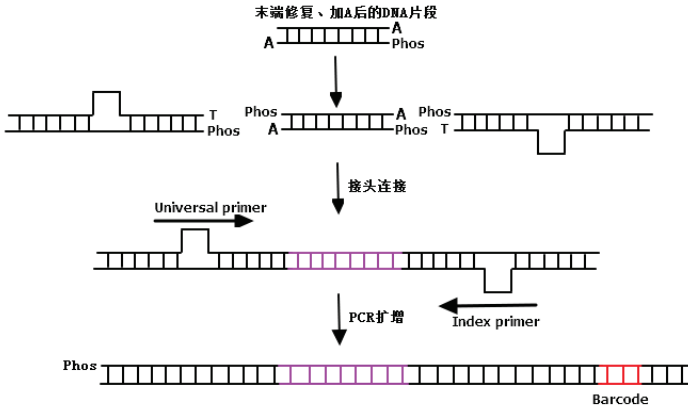 末端修复、加A后的DNA片段
A
A
Phos
T
Phos
Phos
A
A
Phos
Phos
T
接头连接
Universal primer
PCR扩增
Index primer
Phos
Barcode